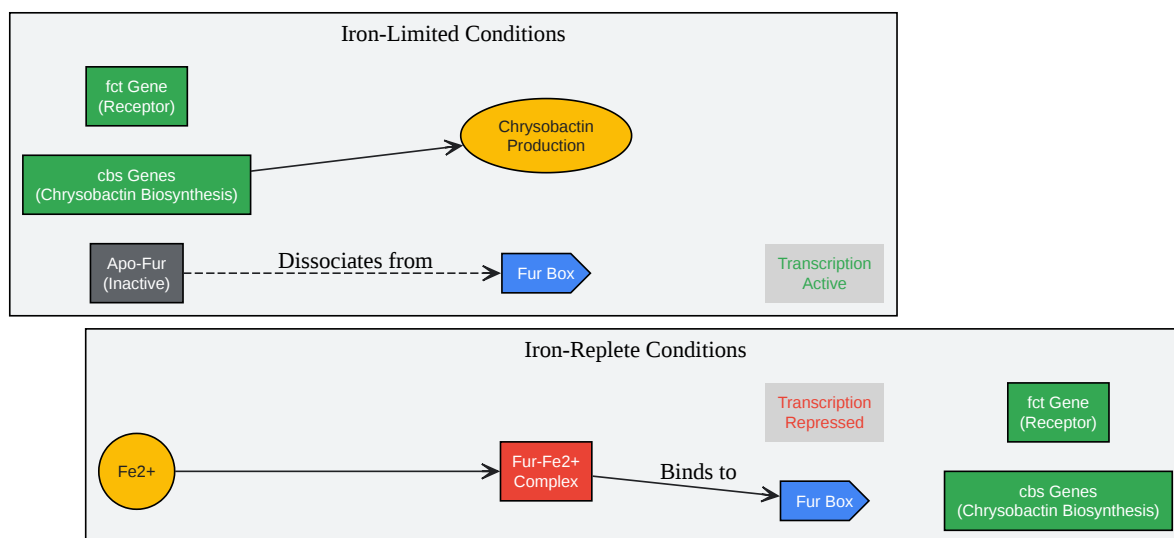 Iron-Limited Conditions
fct Gene
(Receptor)
Chrysobactin
Production
cbs Genes
(Chrysobactin Biosynthesis)
Apo-Fur
(Inactive)
Dissociates from
Fur Box
Transcription
Active
Iron-Replete Conditions
Transcription
Repressed
fct Gene
(Receptor)
Fe2+
Fur-Fe2+
Complex
Binds to
Fur Box
cbs Genes
(Chrysobactin Biosynthesis)